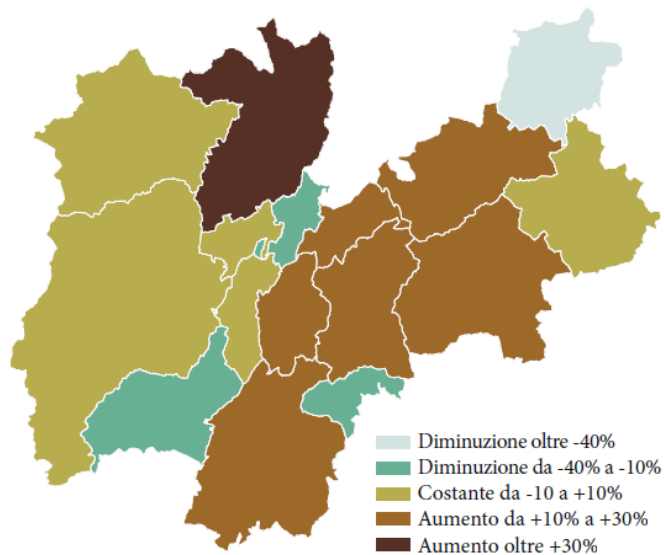 Diminuzione oltre -40%
Diminuzione da -40% a -10%
Costante da -10 a +10%
Aumento da +10% a +30%
Aumento oltre +30%